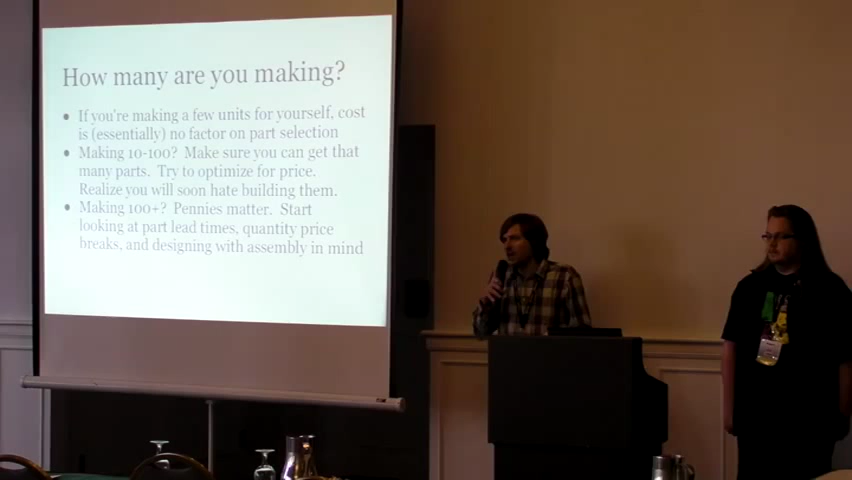 How many are you making?
• If you're making a few units for yourself, cost
is (essentially) no factor on part selection
• Making 10-100? Make sure you can get that
many parts. Try to optimize for price.
Realize you will soon hate building them.
• Making 100+? Pennies matter. Start
looking at part lead times, quantity price
breaks, and designing with assembly in mind